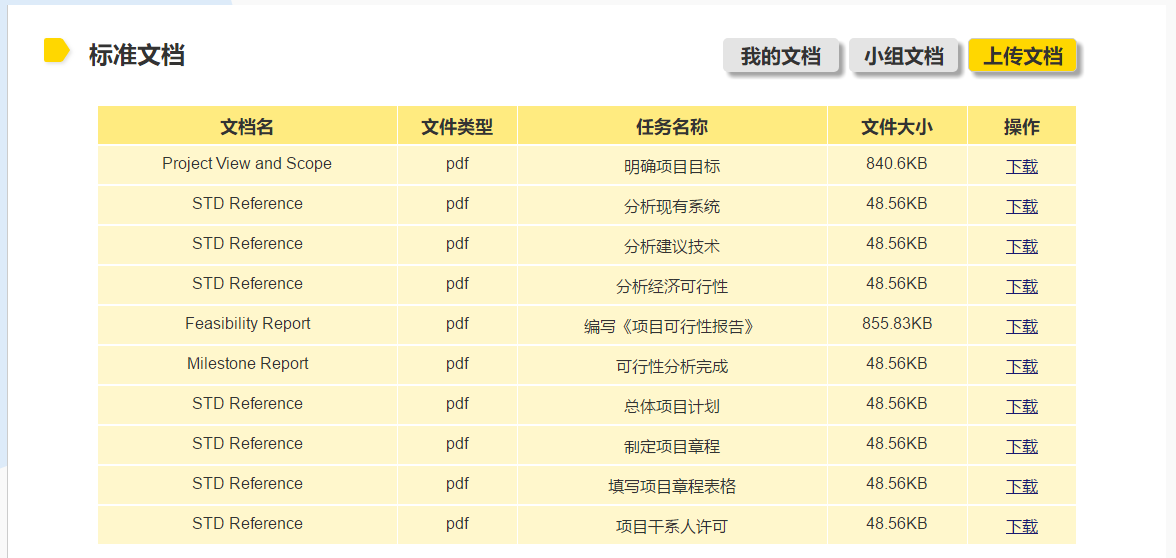 标准文档 我的文档 小组文档 上传文档
文档名 文件类型 任务名称 文件大小 操作
Project View and Scope pdf 明确项目目标 840.6KB 下载
STD Reference pdf 分析现有系统 48.56KB 下载
STD Reference pdf 分析建议技术 48.56KB 下载
STD Reference pdf 分析经济可行性 48.56KB 下载
Feasibility Report pdf 编写《项目可行性报告》 855.83KB 下载
Milestone Report pdf 可行性分析完成 48.56KB 下载
STD Reference pdf 总体项目计划 48.56KB 下载
STD Reference pdf 制定项目章程 48.56KB 下载
STD Reference pdf 填写项目章程表格 48.56KB 下载
STD Reference pdf 项目干系人许可 48.56KB 下载